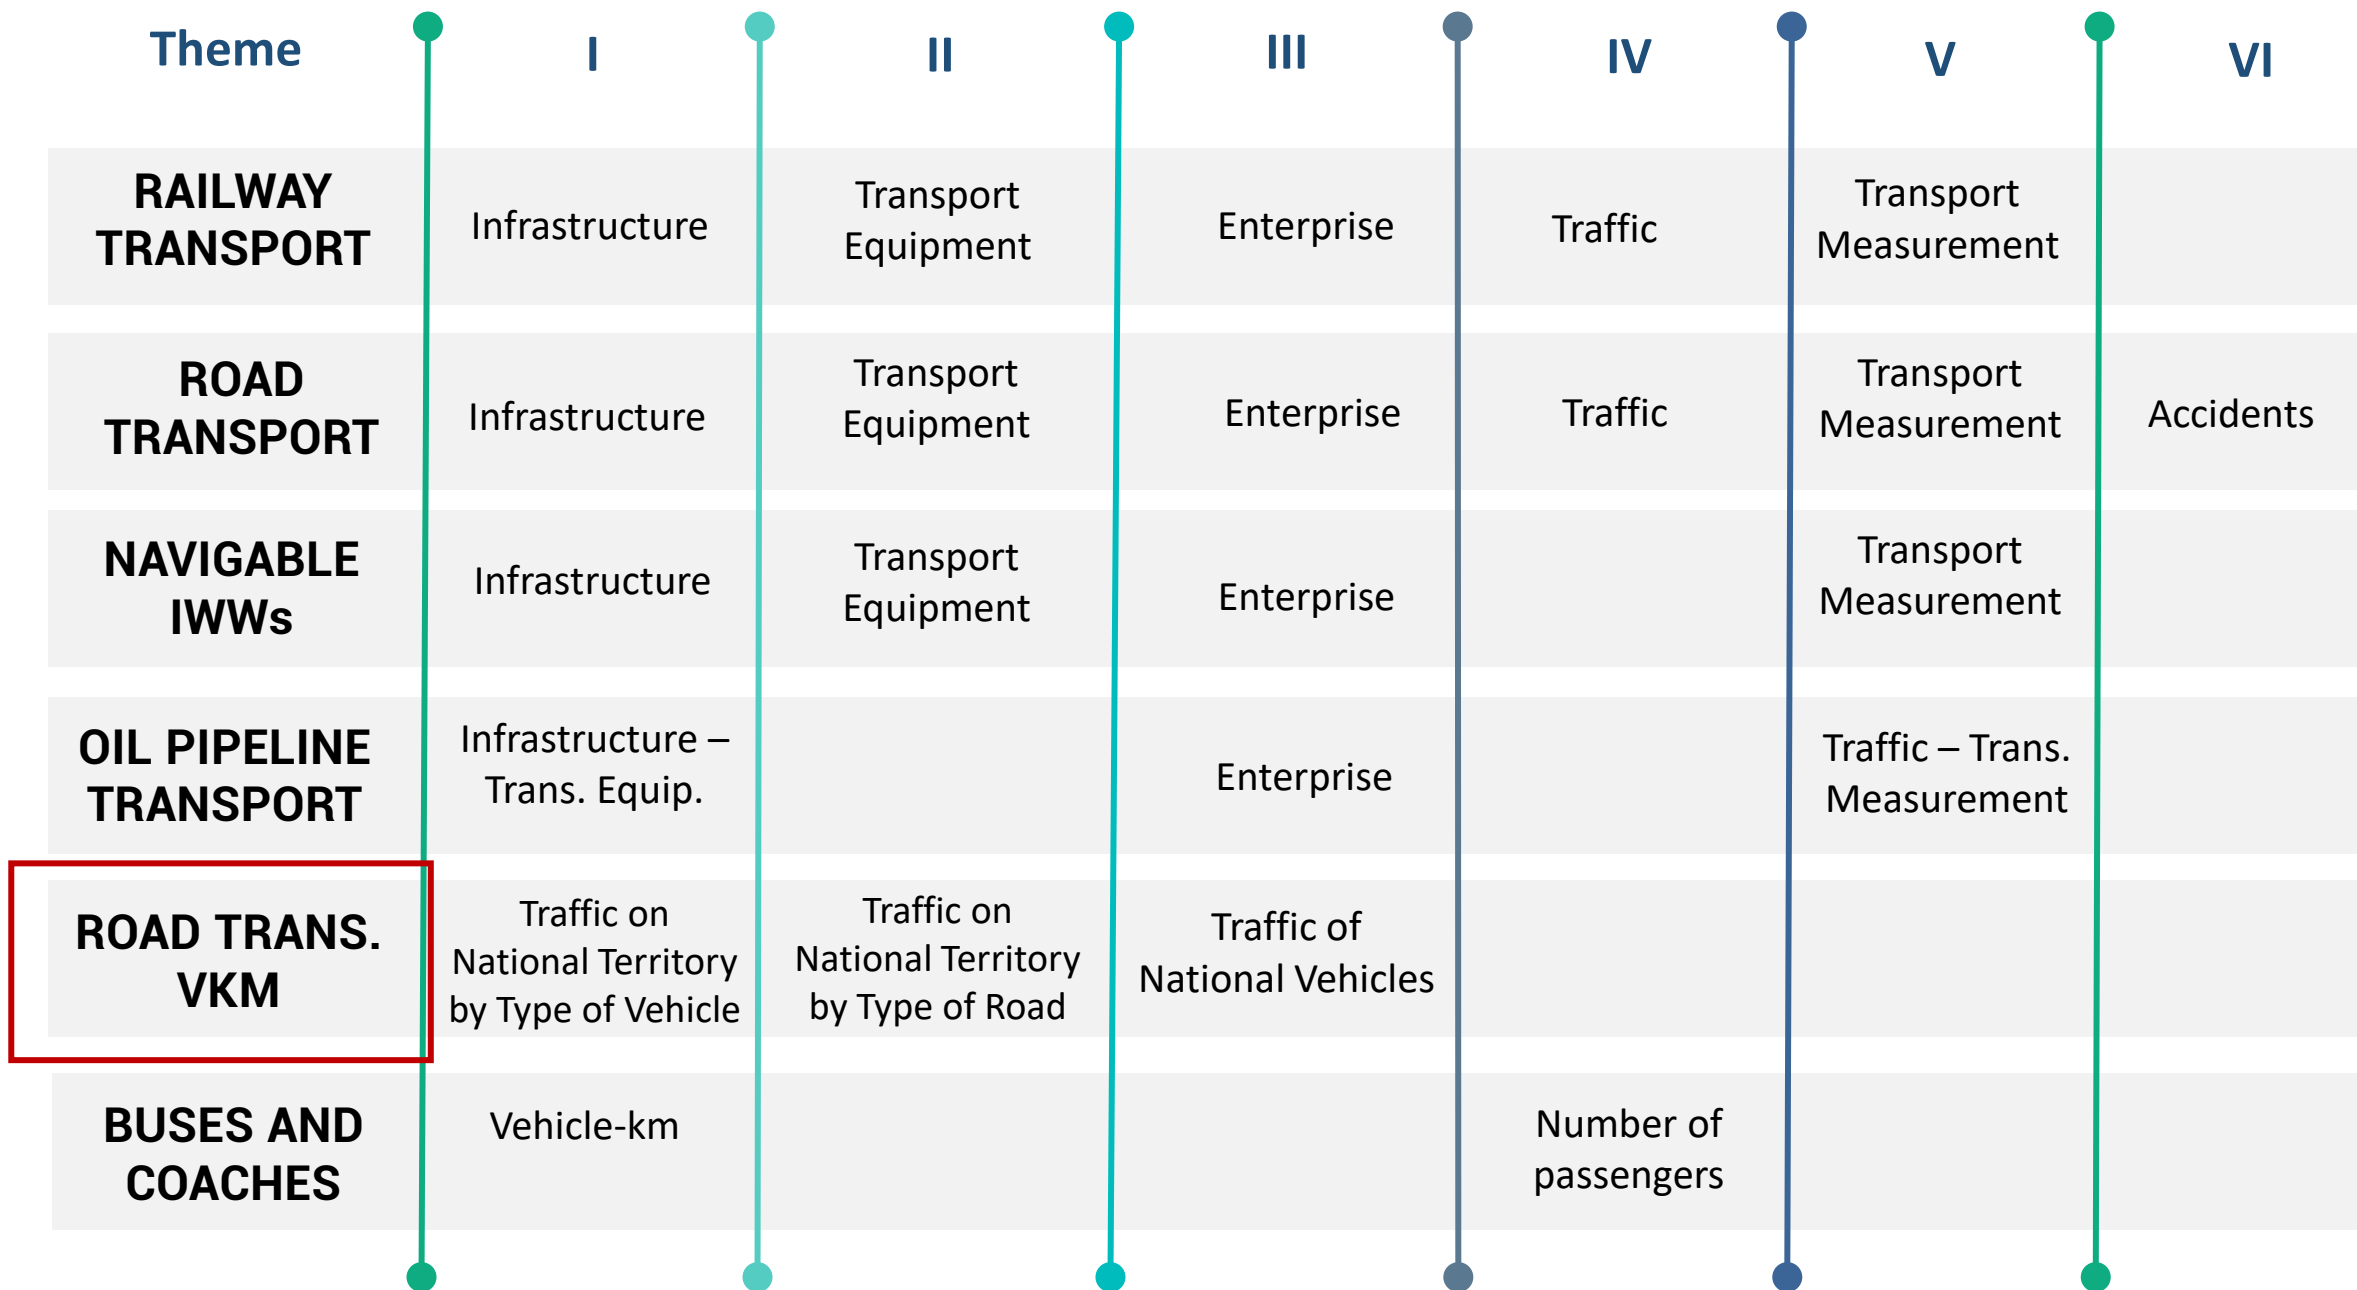 Theme
I
II
III
IV
V
VI
RAILWAY
TRANSPORT
Infrastructure
Transport
Equipment
Enterprise
Traffic
Transport
Measurement
ROAD
TRANSPORT
Infrastructure
Transport
Equipment
Enterprise
Traffic
Transport
Measurement
Accidents
NAVIGABLE
IWWs
Infrastructure
Transport
Equipment
Enterprise
Transport
Measurement
OIL PIPELINE
TRANSPORT
Infrastructure –
Trans. Equip.
Enterprise
Traffic – Trans.
Measurement
ROAD TRANS.
VKM
Traffic on
National Territory
by Type of Vehicle
Traffic on
National Territory
by Type of Road
Traffic of
National Vehicles
BUSES AND
COACHES
Vehicle-km
Number of
passengers